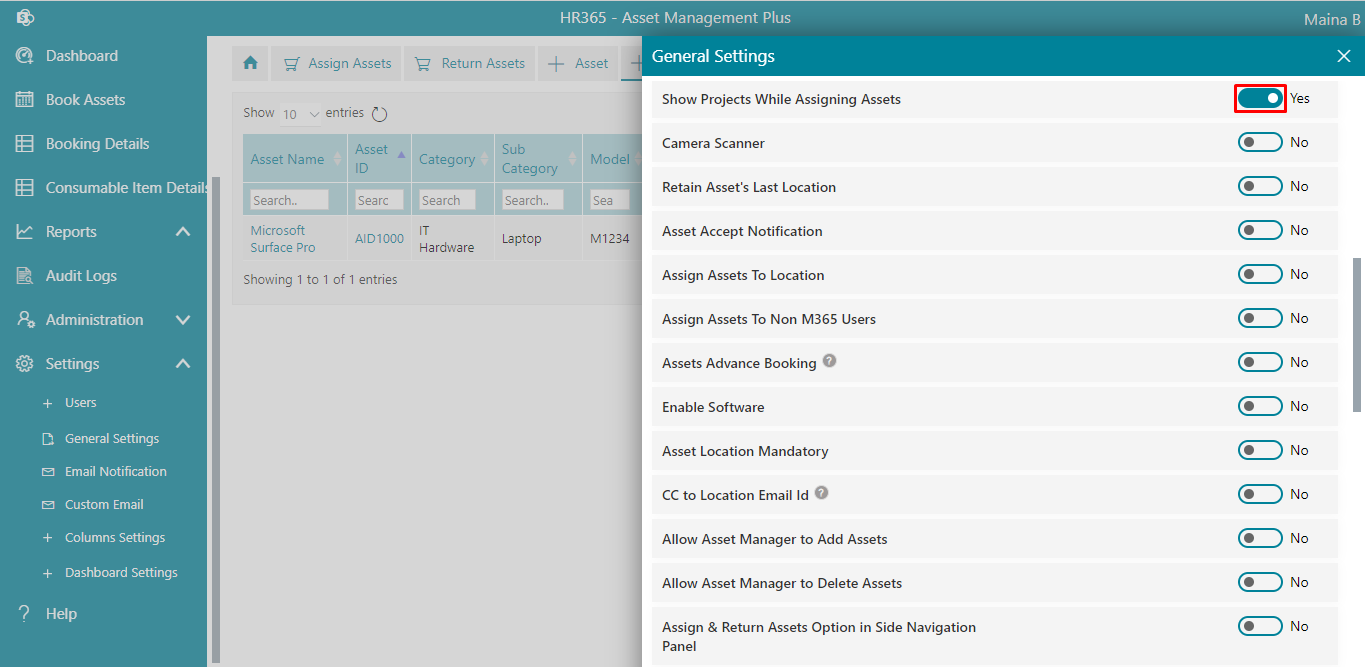 HR365 - Asset Management Plus
Maina B
Dashboard
Book Assets
Booking Details
Consumable Item Details
Reports
Audit Logs
Administration
Settings
Users
General Settings
Email Notification
Custom Email
Columns Settings
Dashboard Settings
? Help
Assign Assets
Return Assets
Asset
Show 10 entries
Asset Name
Asset ID
Category
Sub Category
Model
Search..
Searc
Search
Search..
Sea
Microsoft Surface Pro
AID1000
IT Hardware
Laptop
M1234
Showing 1 to 1 of 1 entries
General Settings
Show Projects While Assigning Assets Yes
Camera Scanner No
Retain Asset's Last Location No
Asset Accept Notification No
Assign Assets To Location No
Assign Assets To Non M365 Users No
Assets Advance Booking ? No
Enable Software No
Asset Location Mandatory No
CC to Location Email Id ? No
Allow Asset Manager to Add Assets No
Allow Asset Manager to Delete Assets No
Assign & Return Assets Option in Side Navigation No
Panel